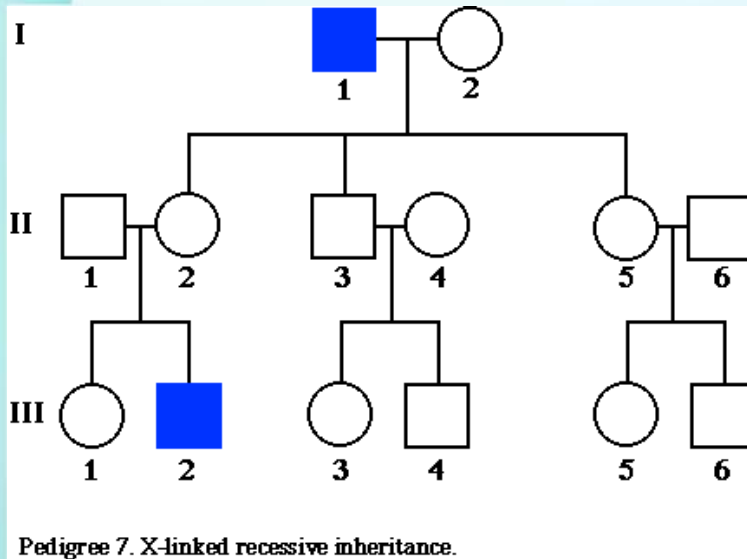 I
1 2
II
1 2 3 4 5 6
III
1 2 3 4 5 6
Pedigree 7. X-linked recessive inheritance.